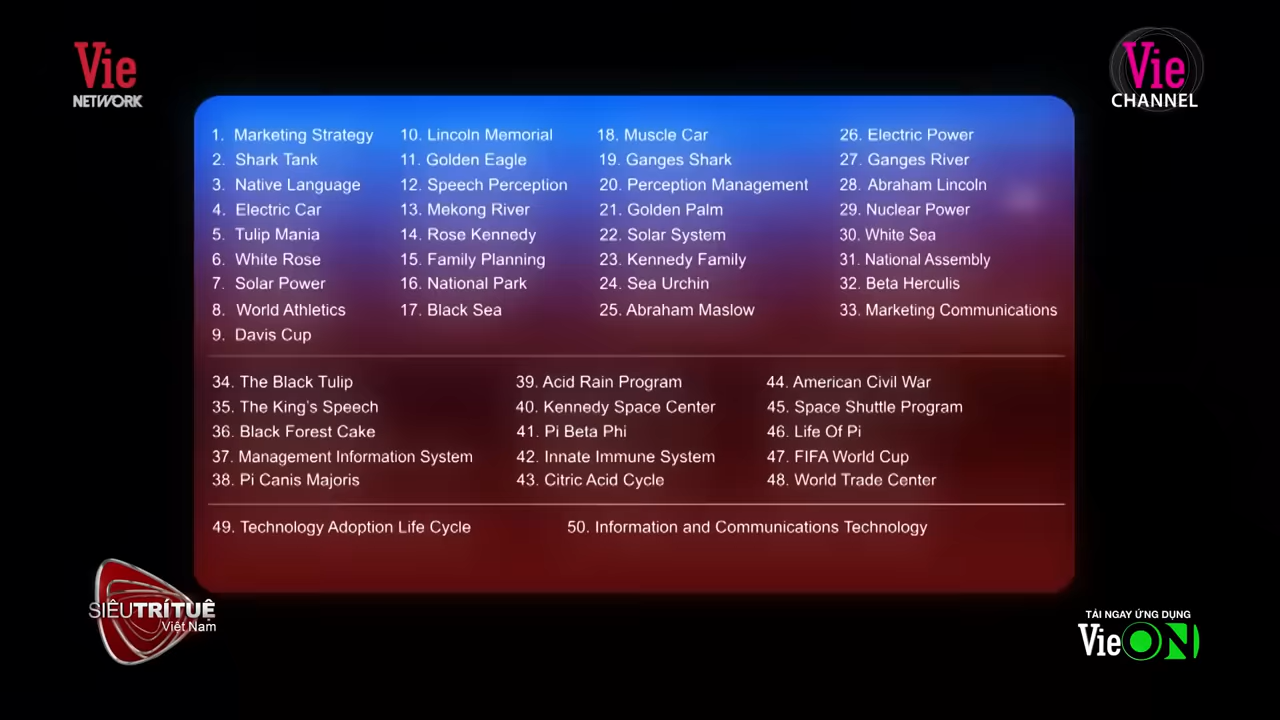 Vie
NETWORK
Vie
CHANNEL
1. Marketing Strategy
2. Shark Tank
3. Native Language
4. Electric Car
5. Tulip Mania
6. White Rose
7. Solar Power
8. World Athletics
9. Davis Cup
10. Lincoln Memorial
11. Golden Eagle
12. Speech Perception
13. Mekong River
14. Rose Kennedy
15. Family Planning
16. National Park
17. Black Sea
18. Muscle Car
19. Ganges Shark
20. Perception Management
21. Golden Palm
22. Solar System
23. Kennedy Family
24. Sea Urchin
25. Abraham Maslow
26. Electric Power
27. Ganges River
28. Abraham Lincoln
29. Nuclear Power
30. White Sea
31. National Assembly
32. Beta Herculis
33. Marketing Communications
34. The Black Tulip
35. The King's Speech
36. Black Forest Cake
37. Management Information System
38. Pi Canis Majoris
39. Acid Rain Program
40. Kennedy Space Center
41. Pi Beta Phi
42. Innate Immune System
43. Citric Acid Cycle
44. American Civil War
45. Space Shuttle Program
46. Life Of Pi
47. FIFA World Cup
48. World Trade Center
49. Technology Adoption Life Cycle
50. Information and Communications Technology
SIÊUTRÍTUỆ
Việt Nam
TẢI NGAY ỨNG DỤNG
VieON